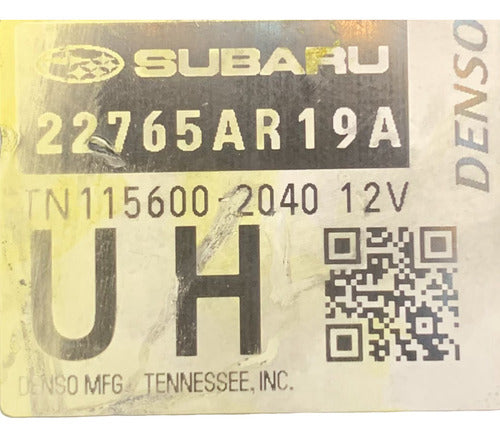 SUBARU
22765AR19A
TN115600-2040 12V
UH
DENSO MFG. TENNESSEE, INC.
DENSO